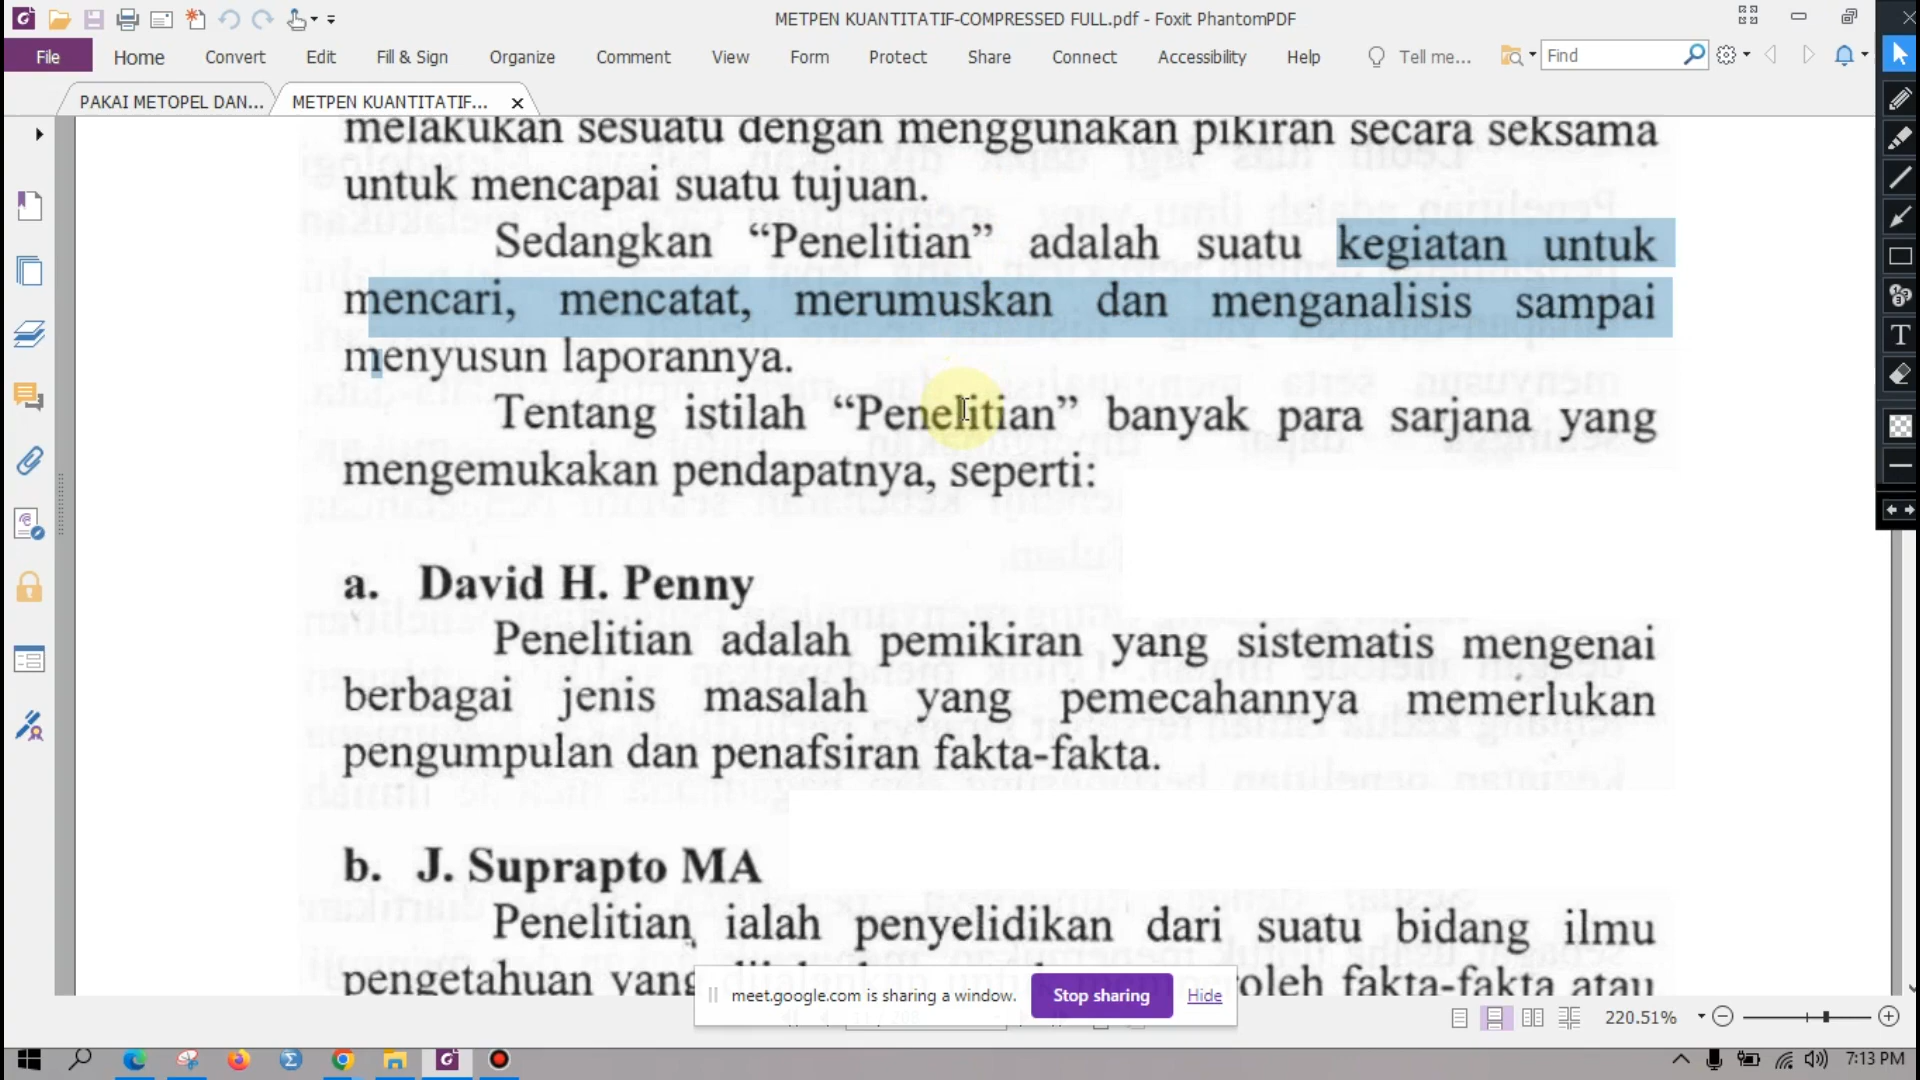 METPEN KUANTITATIF-COMPRESSED FULL.pdf - Foxit PhantomPDF
File Home Convert Edit Fill & Sign Organize Comment View Form Protect Share Connect Accessibility Help Tell me... Find
PAKAI METOPEL DAN... METPEN KUANTITATIF...
melakukan sesuatu dengan menggunakan pikiran secara seksama
untuk mencapai suatu tujuan.
Sedangkan “Penelitian” adalah suatu kegiatan untuk
mencari, mencatat, merumuskan dan menganalisis sampai
menyusun laporannya.
Tentang istilah “Penelitian” banyak para sarjana yang
mengemukakan pendapatnya, seperti:
a. David H. Penny
Penelitian adalah pemikiran yang sistematis mengenai
berbagai jenis masalah yang pemecahannya memerlukan
pengumpulan dan penafsiran fakta-fakta.
b. J. Suprapto MA
Penelitian ialah penyelidikan dari suatu bidang ilmu
pengetahuan yang oleh fakta-fakta atau
meet.google.com is sharing a window. Stop sharing Hide
220.51%
7:13 PM